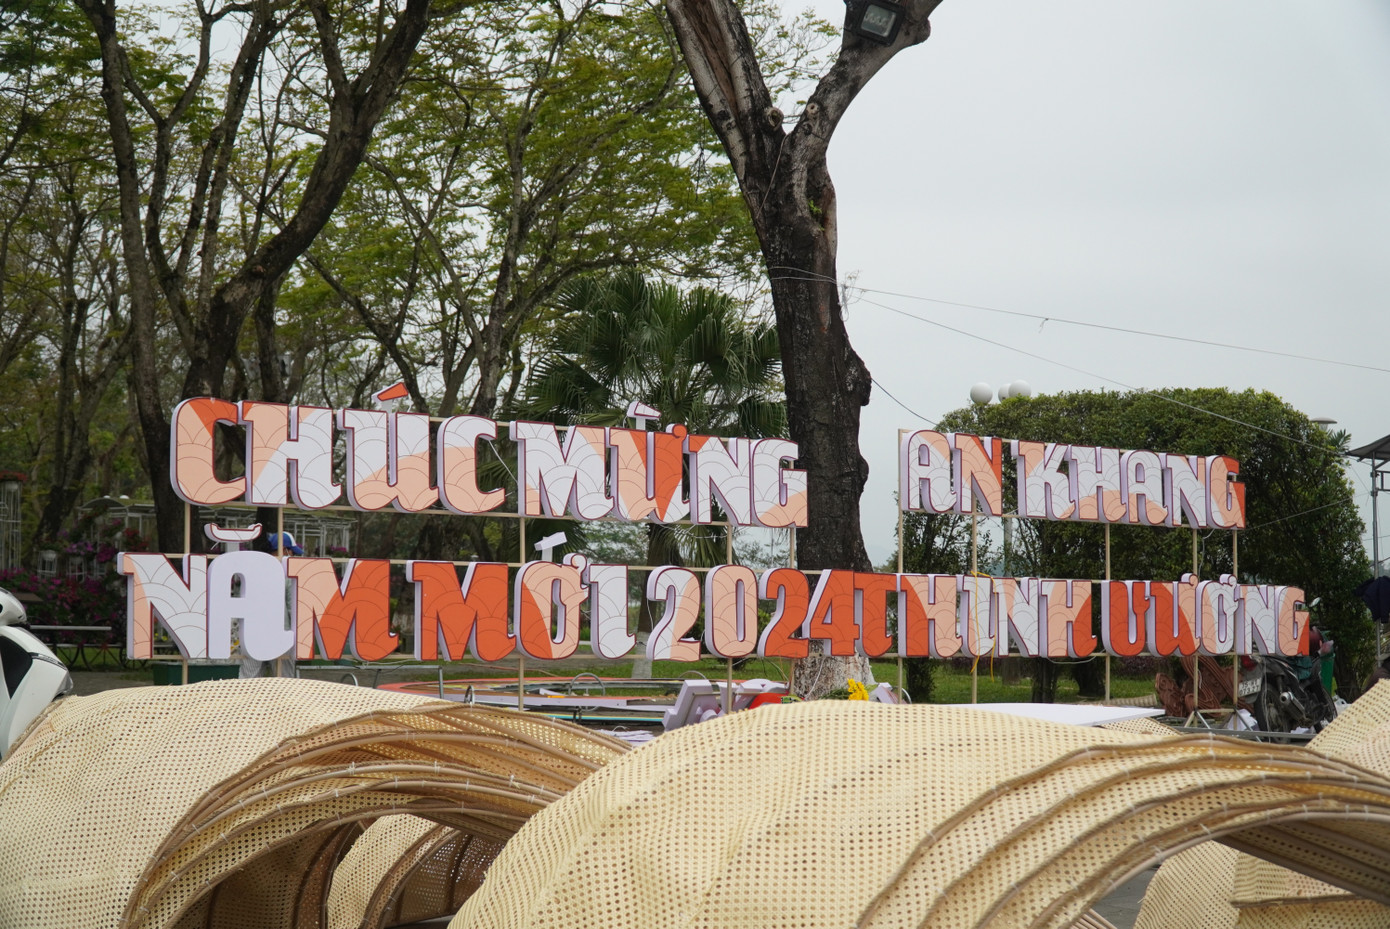 CHÚC MỪNG
NĂM MỚI 2024
AN KHANG
THỊNH VƯỢNG